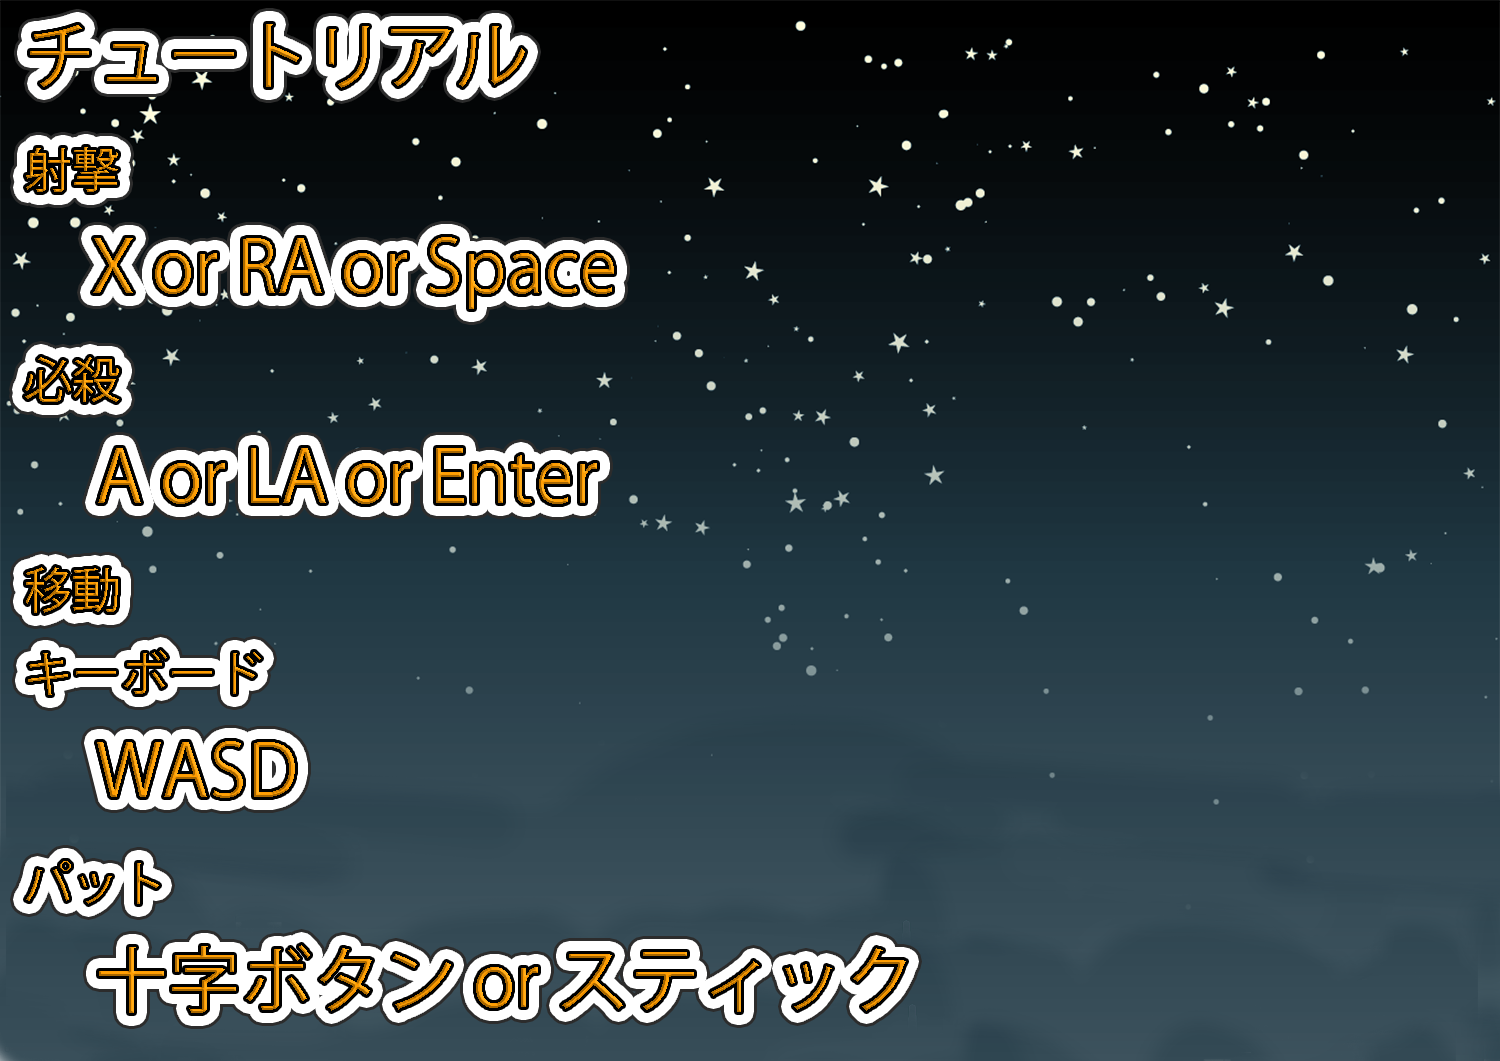 チュートリアル
射撃
X or RA or Space
必殺
A or LA or Enter
移動
キーボード
WASD
パット
十字ボタン or スティック